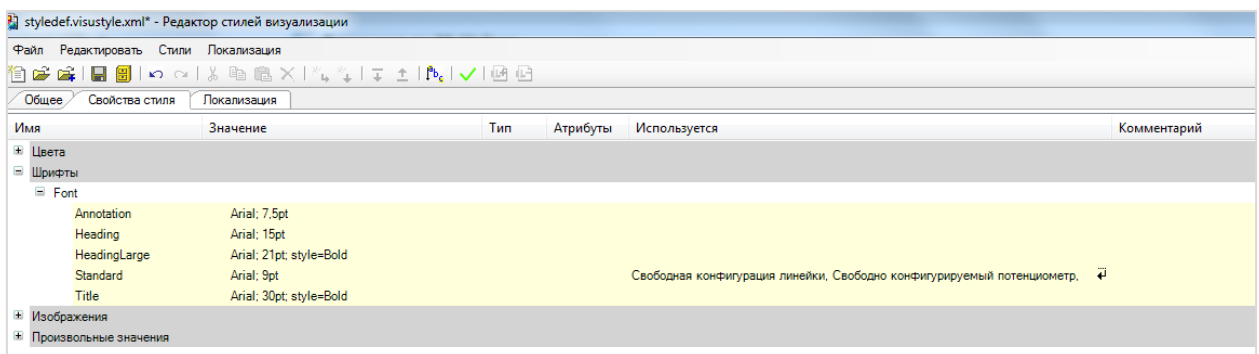 styledef.visustyle.xml* - Редактор стилей визуализации
Файл Редактировать Стили Локализация
Общее Свойства стиля Локализация
Имя Значение Тип Атрибуты Используется Комментарий
Цвета
Шрифты
Font
Annotation Arial; 7,5pt
Heading Arial; 15pt
HeadingLarge Arial; 21pt; style=Bold
Standard Arial; 9pt Свободная конфигурация линейки, Свободно конфигурируемый потенциометр,
Title Arial; 30pt; style=Bold
Изображения
Произвольные значения